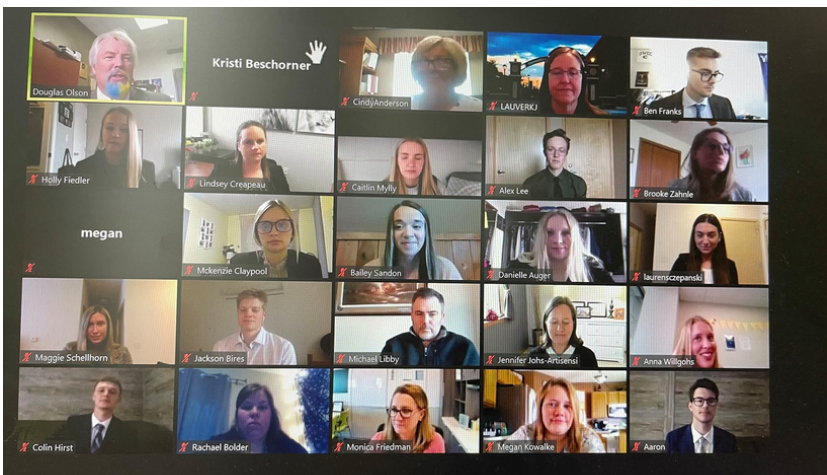 Douglas Olson
Kristi Beschorner
CindyAnderson
LAUVERKJ
Ben Franks
Holly Fiedler
Lindsey Creapeau
Caitlin Mylly
Alex Lee
Brooke Zahnle
megan
Mckenzie Claypool
Bailey Sandon
Danielle Auger
laurensczepanski
Maggie Schellhorn
Jackson Bires
Michael Libby
Jennifer Johs-Artisensi
Anna Willgohs
Colin Hirst
Rachael Bolder
Monica Friedman
Megan Kowalke
Aaron